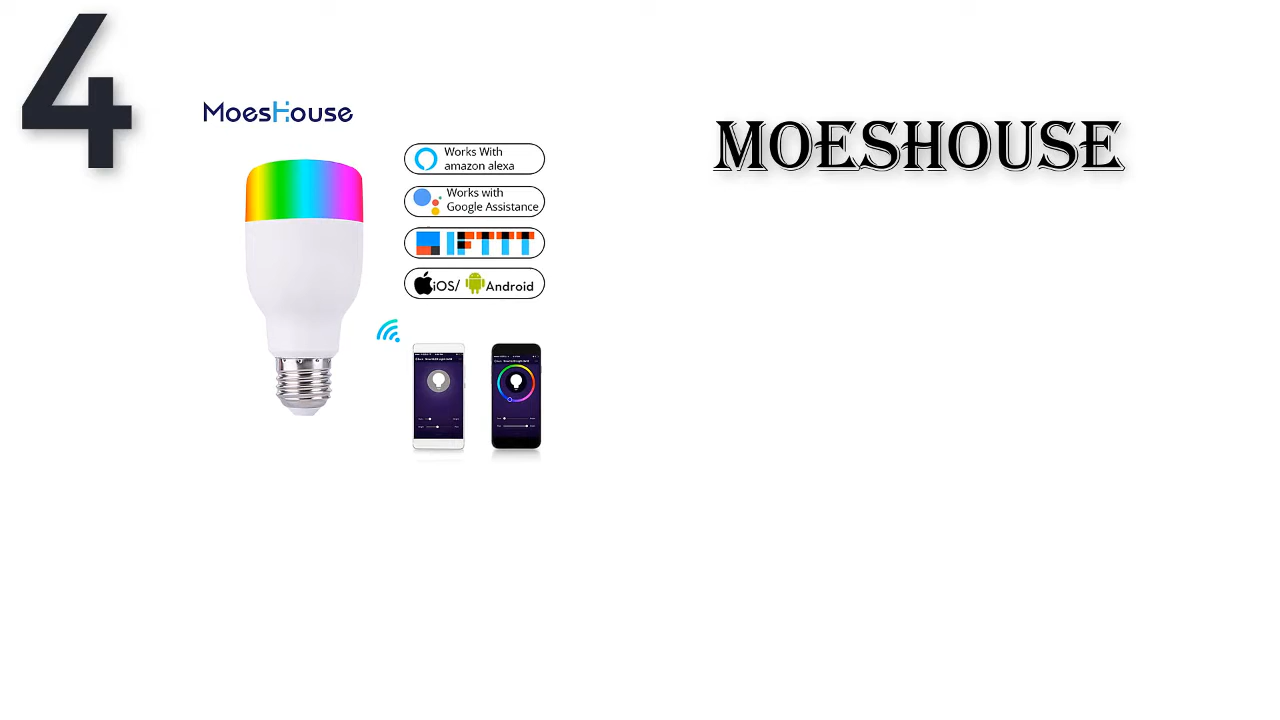 4
MoesHouse
MOESHOUSE
Works With
amazon alexa
Works with
Google Assistance
IFTTT
iOS/ Android